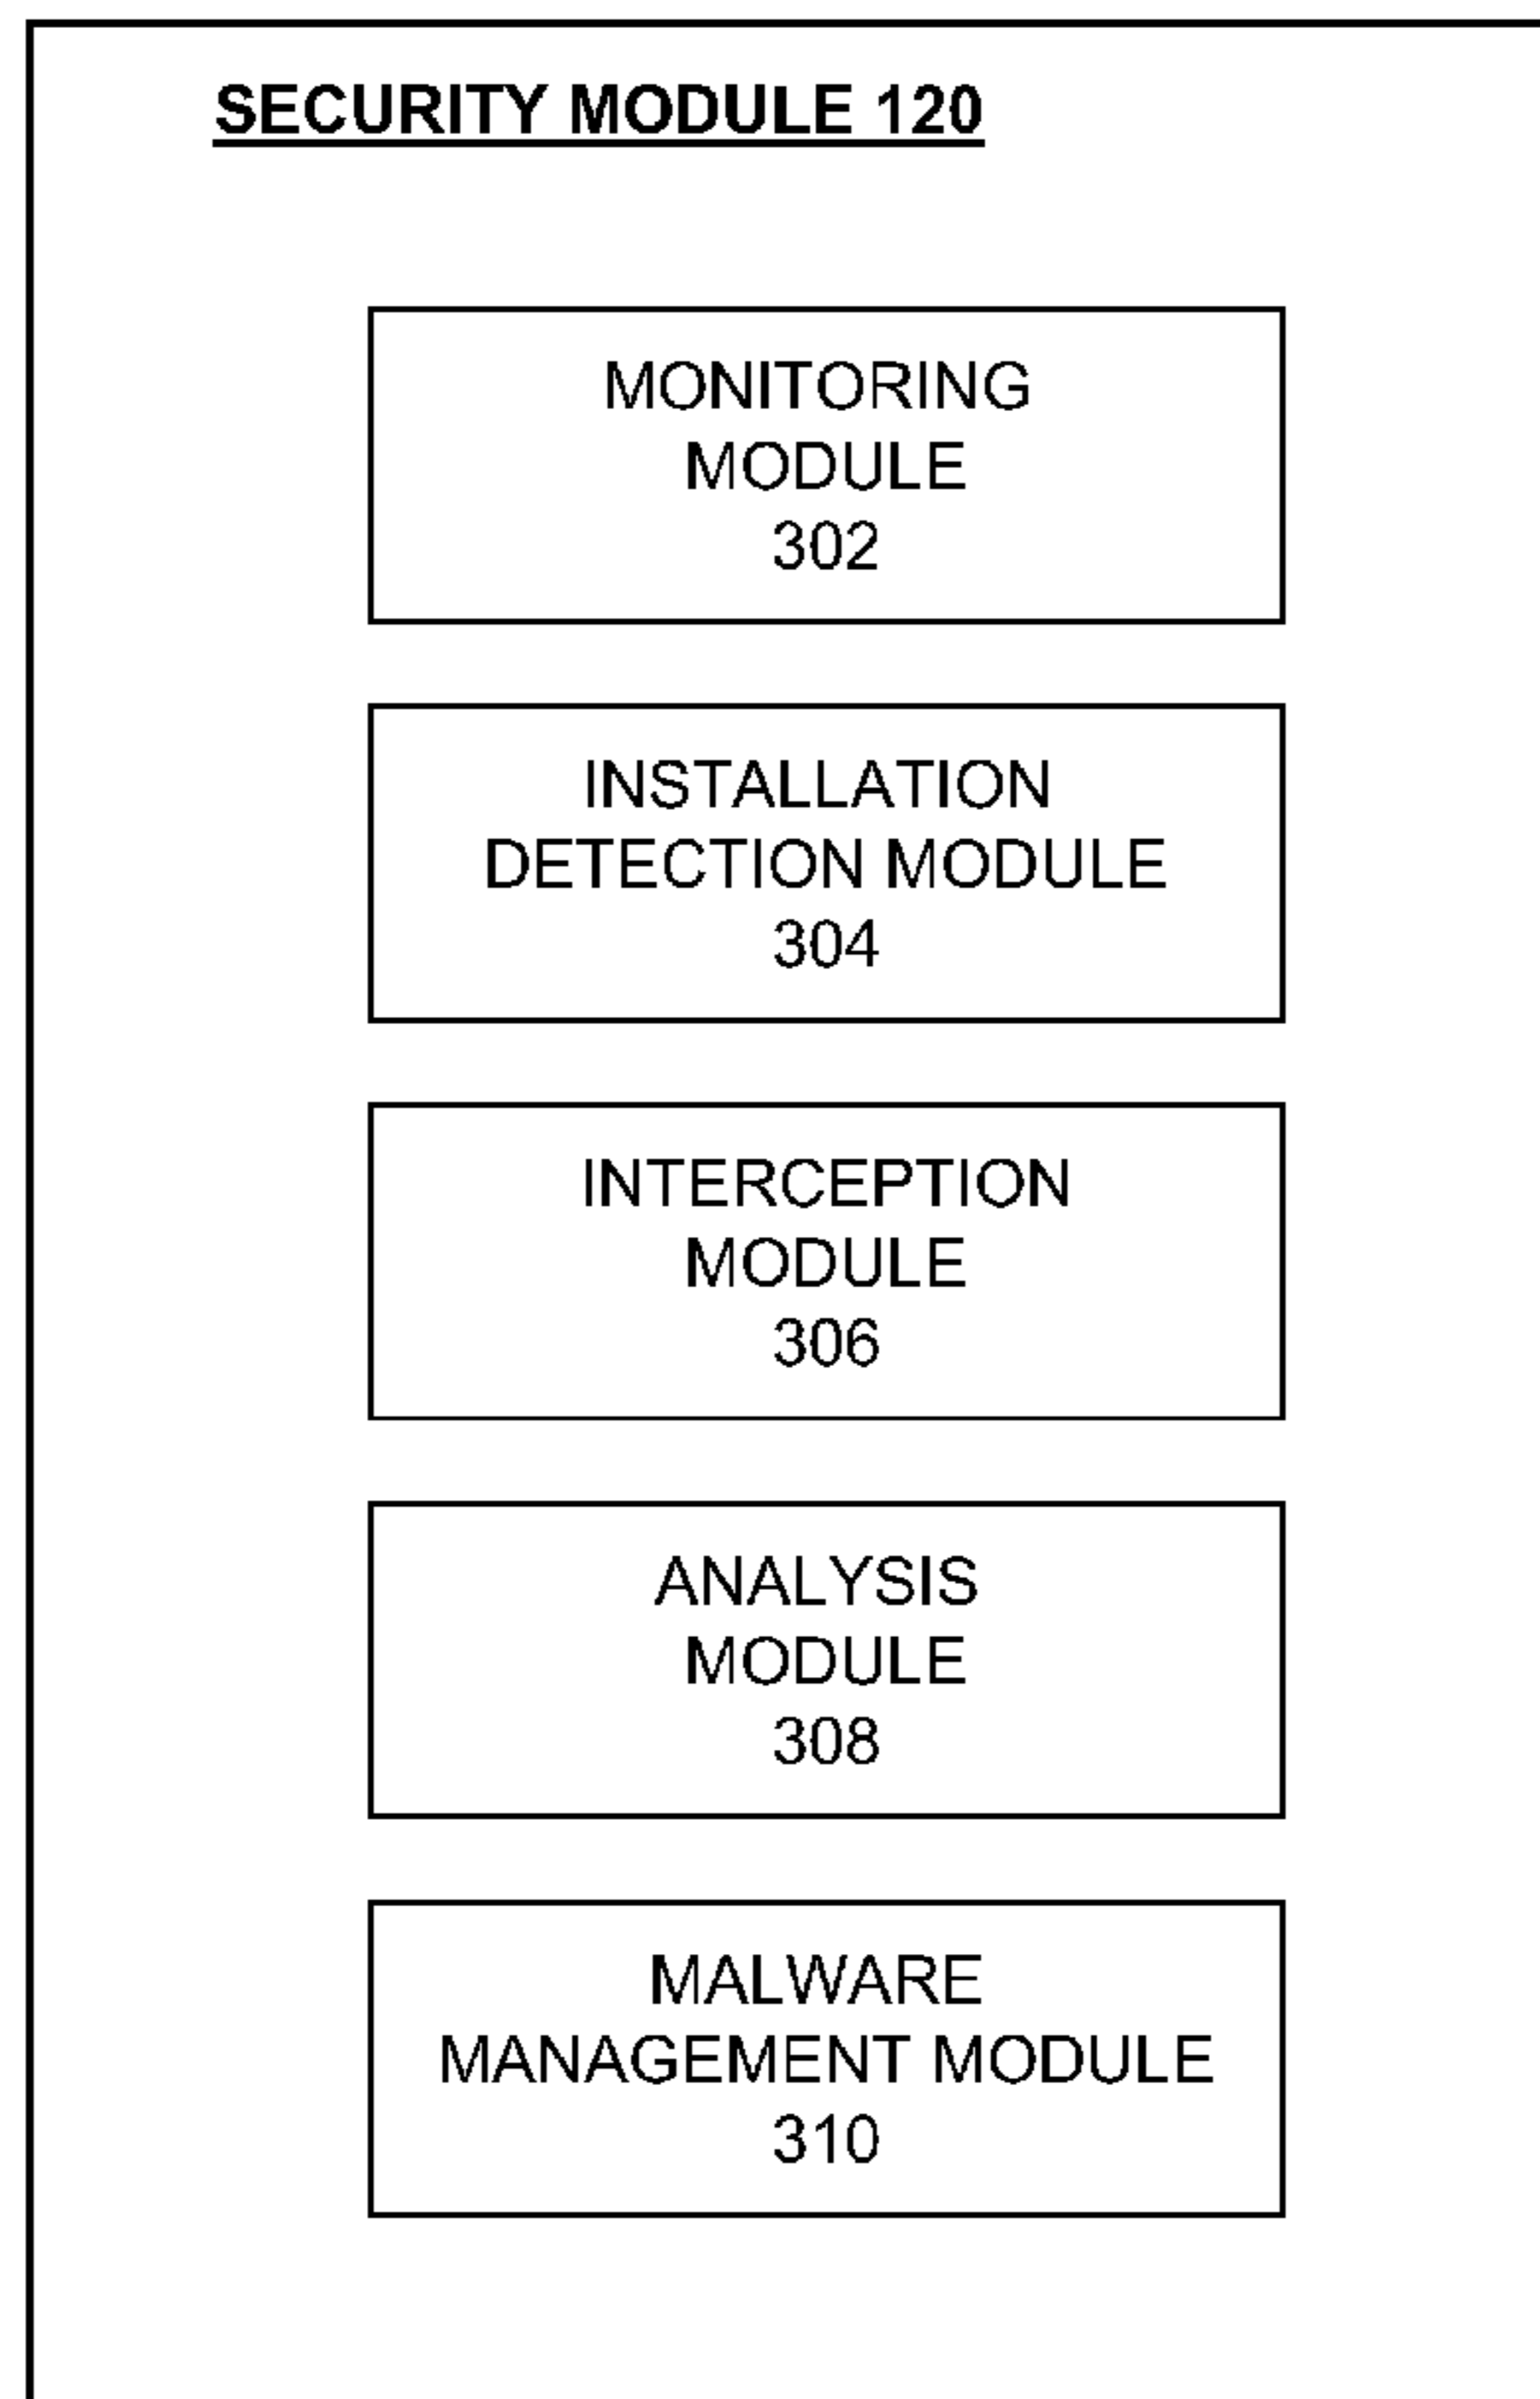 SECURITY MODULE 120
MONITORING
MODULE
302
INSTALLATION
DETECTION MODULE
304
INTERCEPTION
MODULE
306
ANALYSIS
MODULE
308
MALWARE
MANAGEMENT MODULE
310